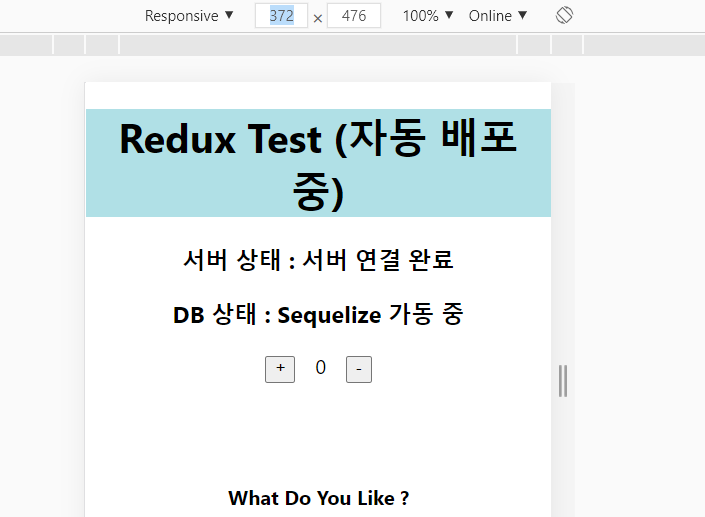 Responsive ▼ 372 × 476 100% ▼ Online ▼
Redux Test (자동 배포
중)
서버 상태 : 서버 연결 완료
DB 상태 : Sequelize 가동 중
+ 0 -
What Do You Like ?